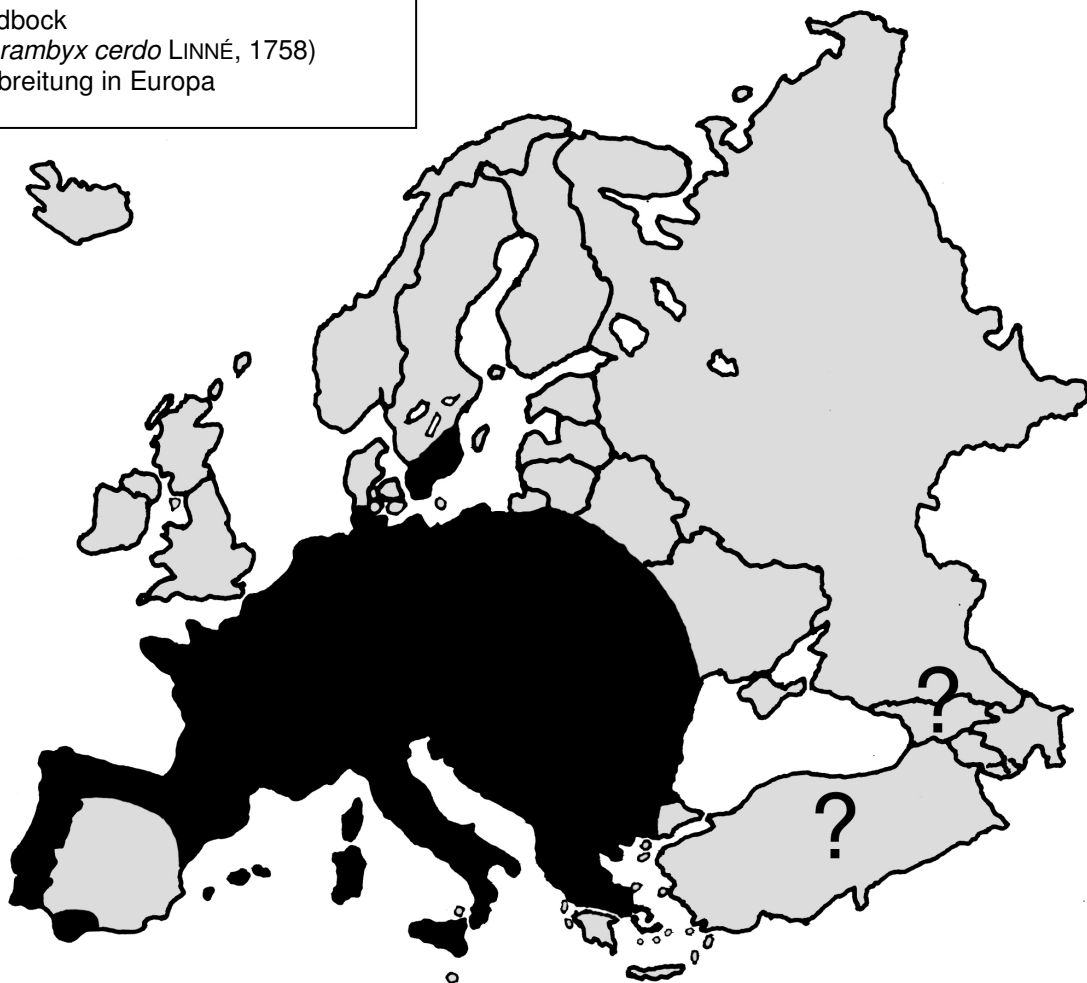 dbock
rambyx cerdo LINNÉ, 1758)
breitung in Europa
?
?